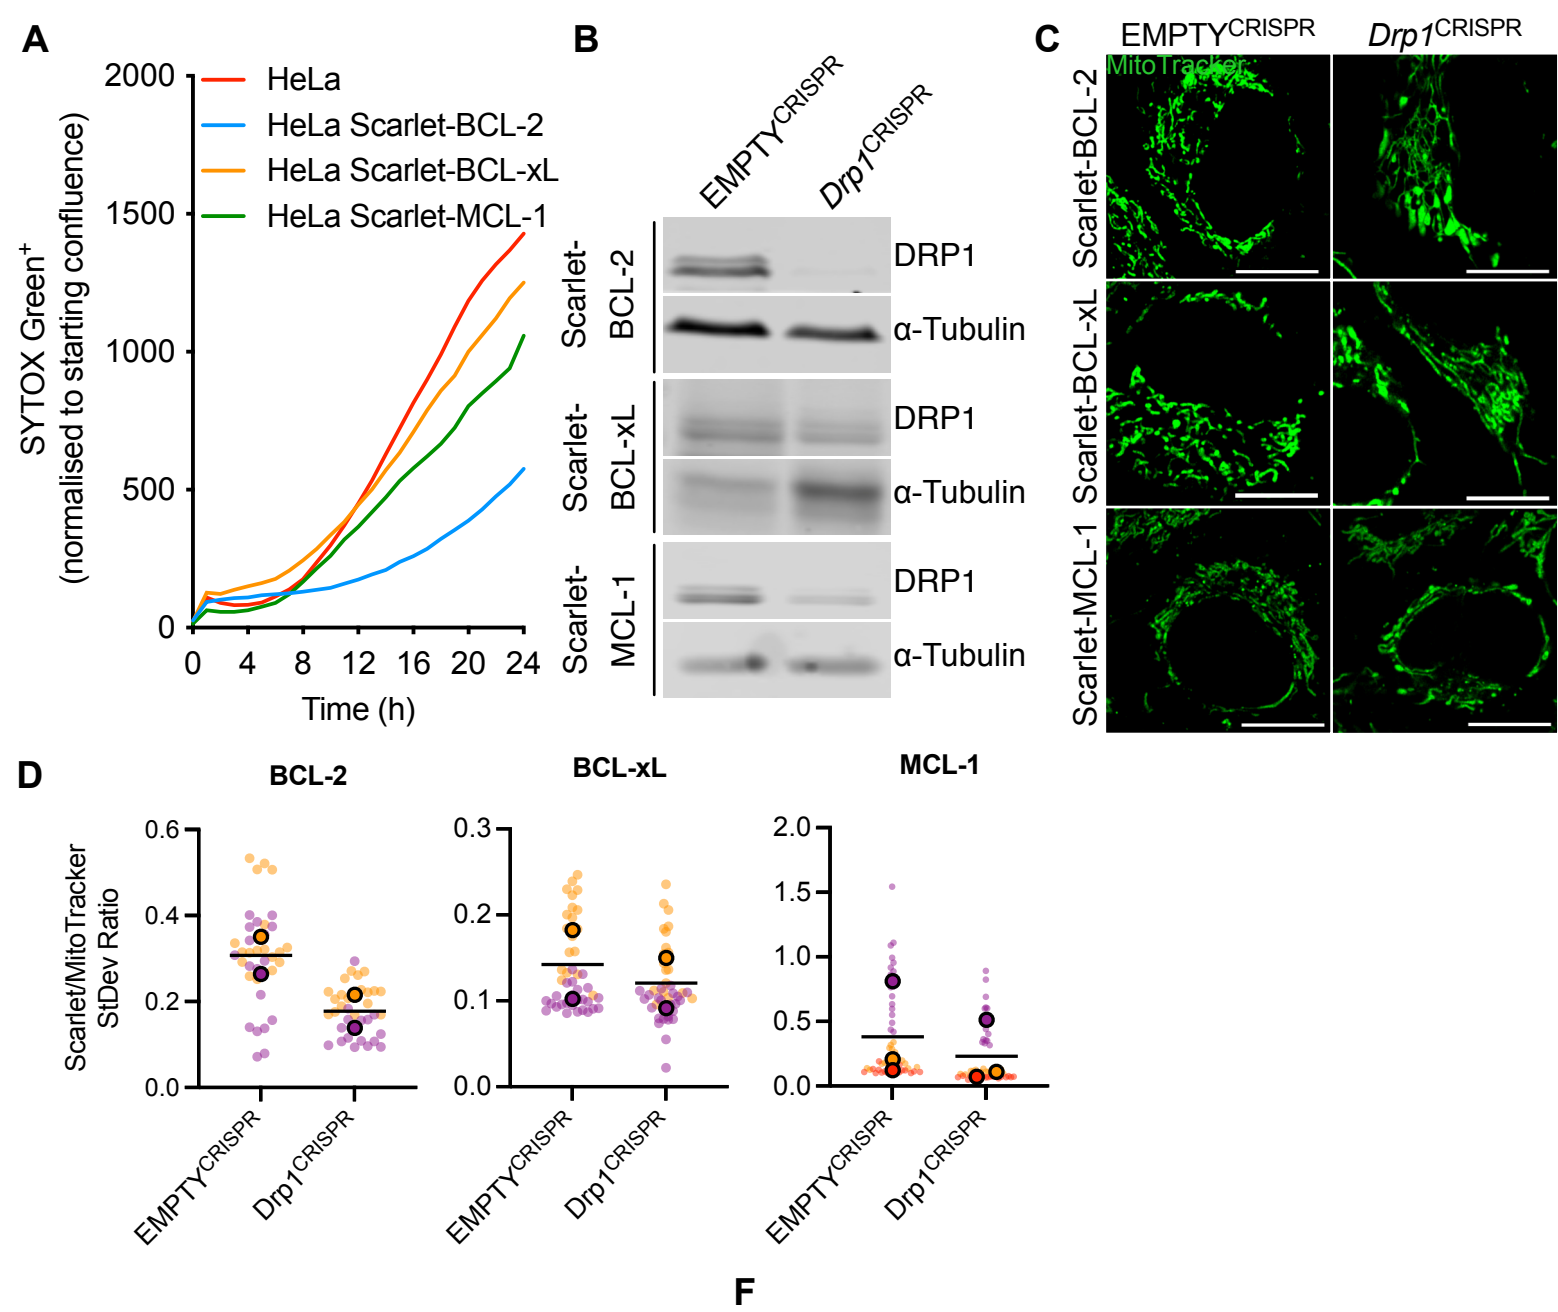 A
2000
1500
1000
500
0
0 4 8 12 16 20 24
Time (h)
SYTOX Green⁺
(normalised to starting confluence)
HeLa
HeLa Scarlet-BCL-2
HeLa Scarlet-BCL-xL
HeLa Scarlet-MCL-1
B
EMPTYCRISPR
Drp1CRISPR
Scarlet-
BCL-2
DRP1
α-Tubulin
Scarlet-
BCL-xL
DRP1
α-Tubulin
Scarlet-
MCL-1
DRP1
α-Tubulin
C
EMPTYCRISPR
Drp1CRISPR
MitoTracker
Scarlet-BCL-2
Scarlet-BCL-xL
Scarlet-MCL-1
D
Scarlet/MitoTracker
StDev Ratio
BCL-2
0.6
0.4
0.2
0.0
EMPTYCRISPR
Drp1CRISPR
BCL-xL
0.3
0.2
0.1
0.0
EMPTYCRISPR
Drp1CRISPR
MCL-1
2.0
1.5
1.0
0.5
0.0
EMPTYCRISPR
Drp1CRISPR
F